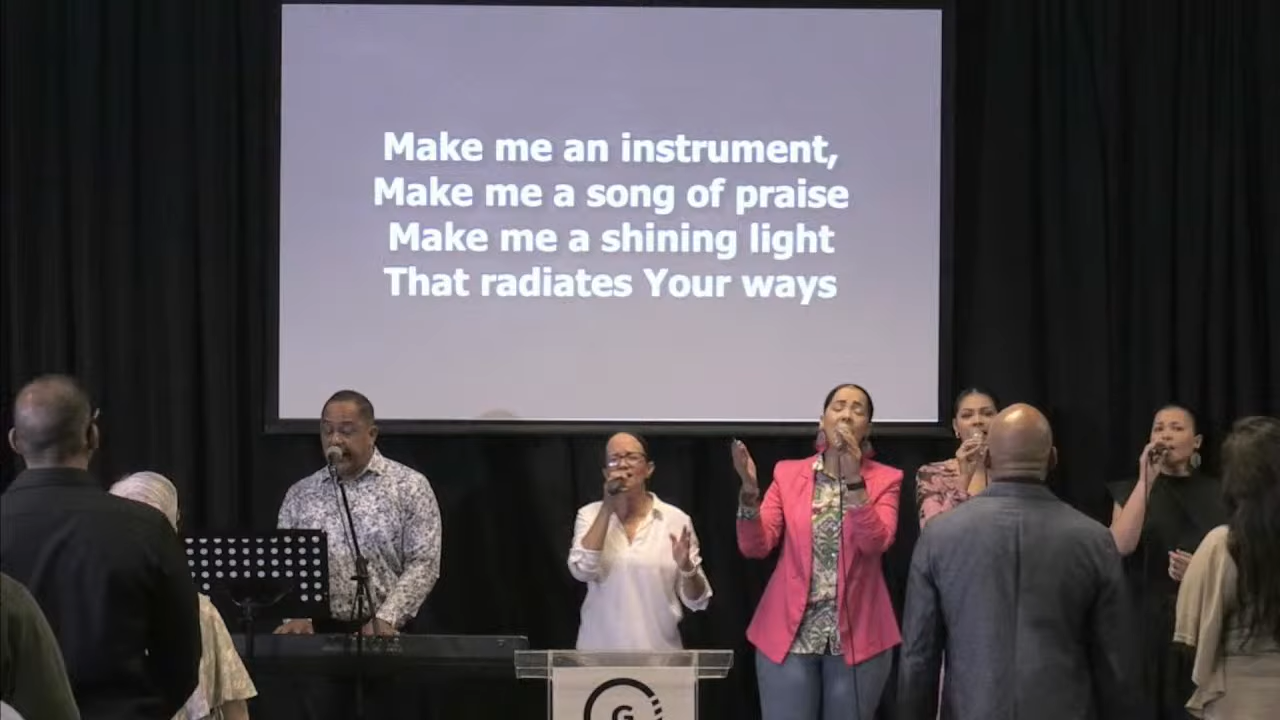 Make me an instrument,
Make me a song of praise
Make me a shining light
That radiates Your ways
G